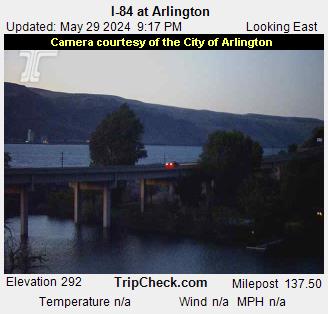 I-84 at Arlington
Updated: May 29 2024 9:17 PM Looking East
Camera courtesy of the City of Arlington
Elevation 292 TripCheck.com Milepost 137.50
Temperature n/a Wind n/a MPH n/a